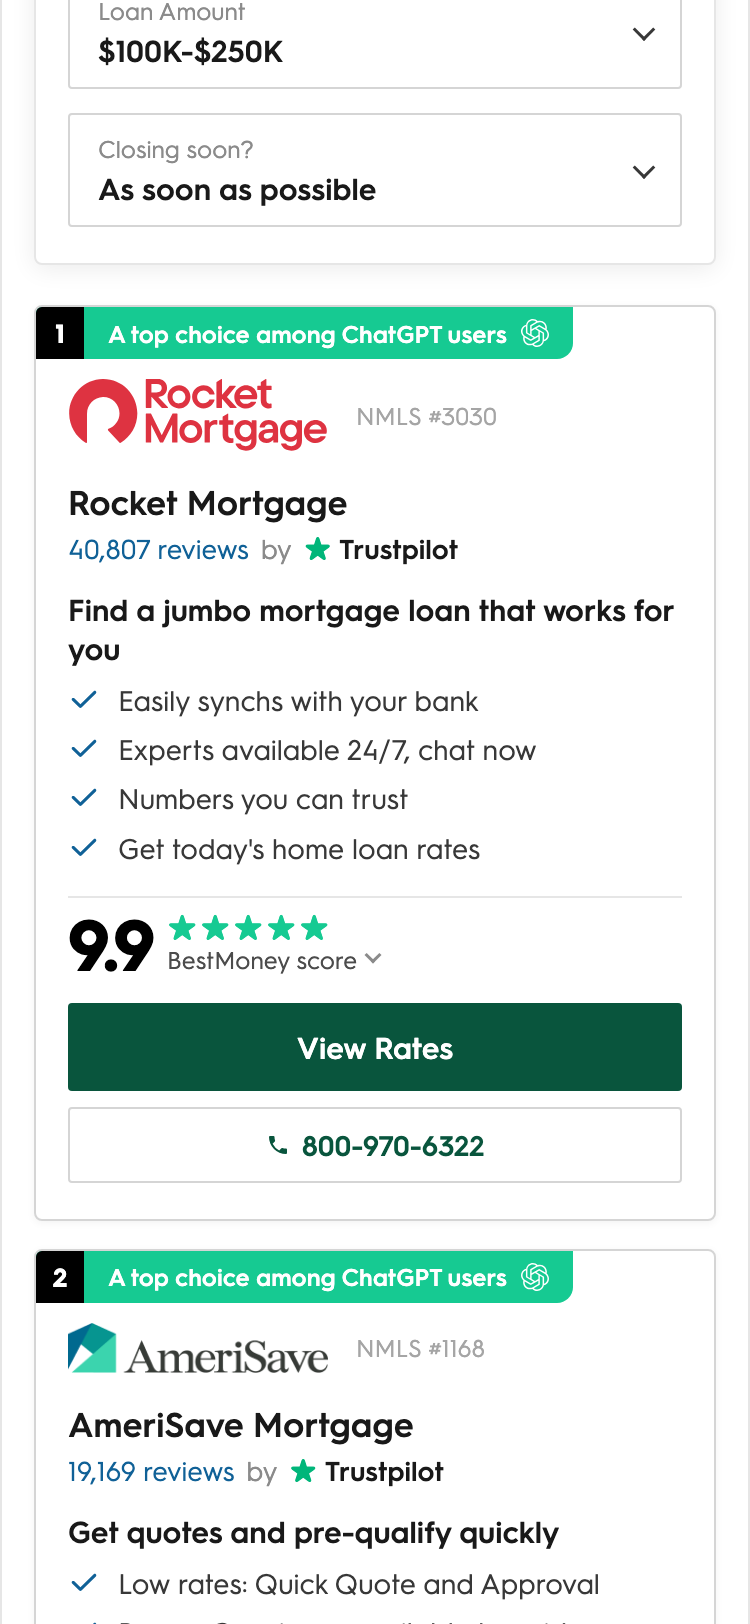 Loan Amount
$100K-$250K
Closing soon?
As soon as possible
1
A top choice among ChatGPT users
Rocket
Mortgage
NMLS #3030
Rocket Mortgage
40,807 reviews by Trustpilot
Find a jumbo mortgage loan that works for
you
Easily synchs with your bank
Experts available 24/7, chat now
Numbers you can trust
Get today's home loan rates
9.9
BestMoney score
View Rates
800-970-6322
2
A top choice among ChatGPT users
AmeriSave
NMLS #1168
AmeriSave Mortgage
19,169 reviews by Trustpilot
Get quotes and pre-qualify quickly
Low rates: Quick Quote and Approval